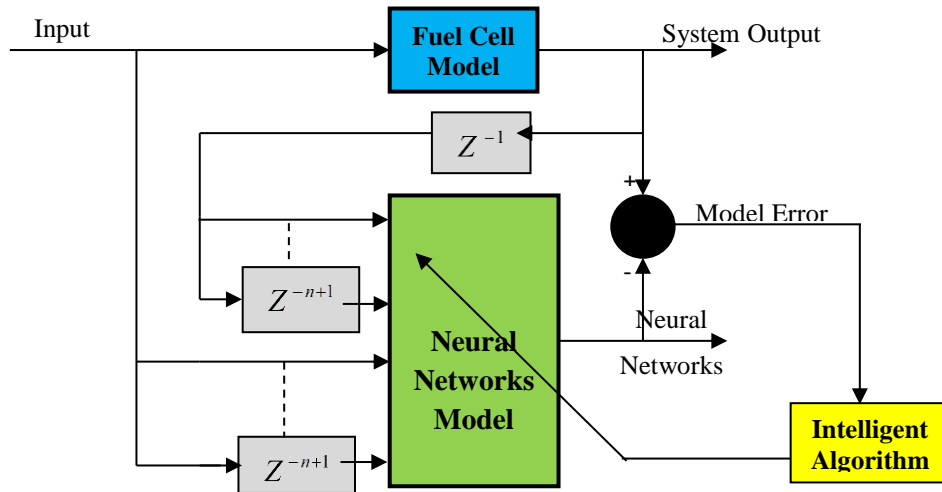 Input
Fuel Cell
Model
System Output
Z⁻¹
+
Model Error
-
Z⁻ⁿ⁺¹
Neural
Networks
Model
Neural
Networks
Intelligent
Algorithm
Z⁻ⁿ⁺¹